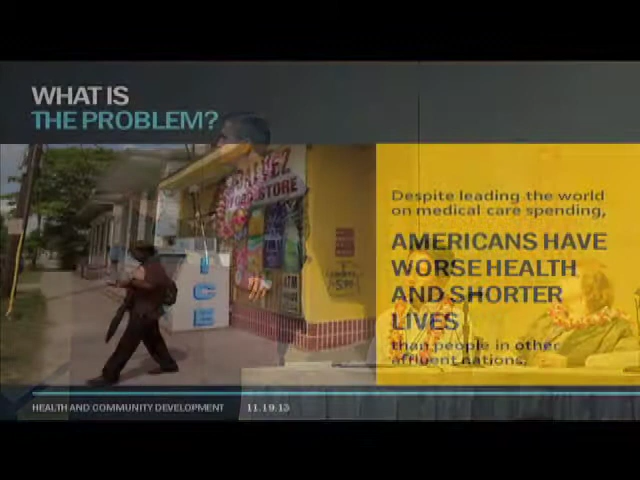 WHAT IS
THE PROBLEM?
STORE
ICE
Despite leading the world
on medical care spending,
AMERICANS HAVE
WORSE HEALTH
AND SHORTER
LIVES
than people in other
affluent nations.
HEALTH AND COMMUNITY DEVELOPMENT
11.19.13